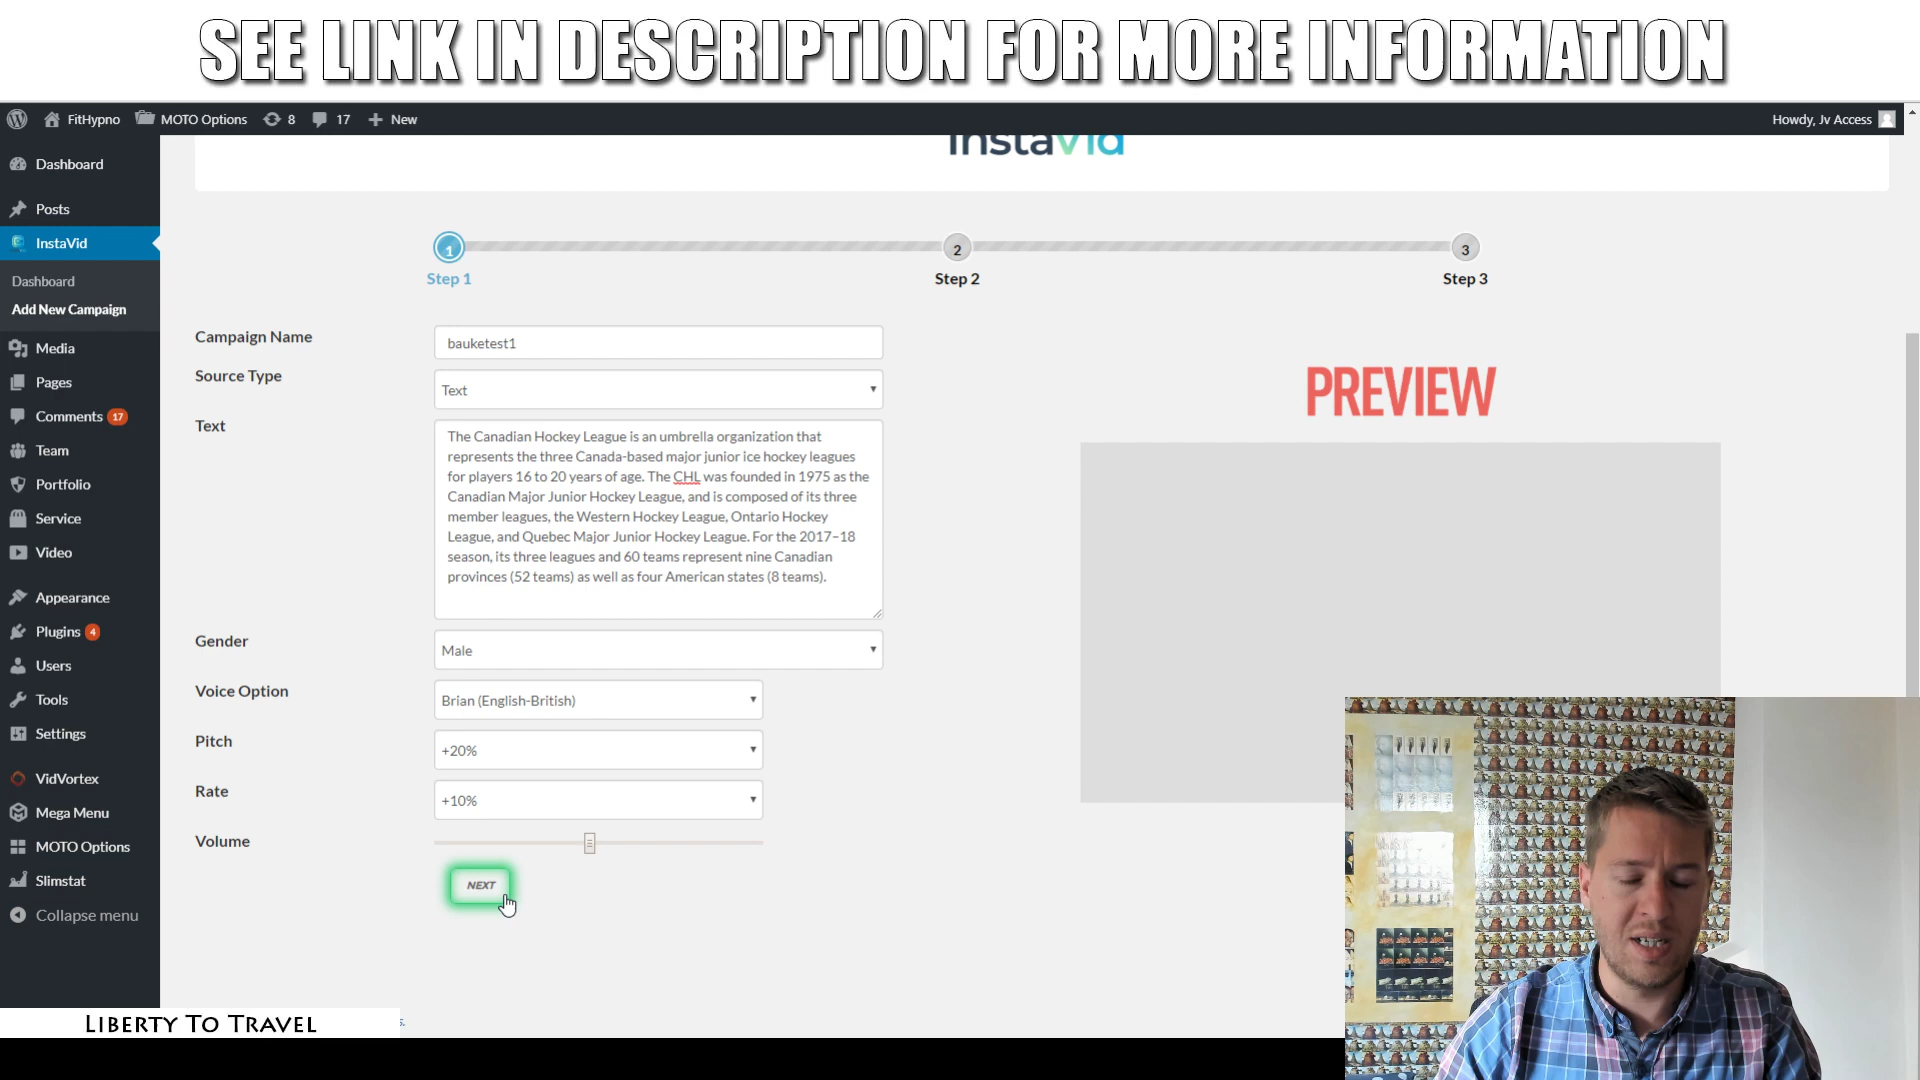 SEE LINK IN DESCRIPTION FOR MORE INFORMATION
FitHypno
MOTO Options
8
17
New
Howdy, Jv Access
InstaVid
Dashboard
Posts
InstaVid
Dashboard
Add New Campaign
Media
Pages
Comments 17
Team
Portfolio
Service
Video
Appearance
Plugins 4
Users
Tools
Settings
VidVortex
Mega Menu
MOTO Options
Slimstat
Collapse menu
1
2
3
Step 1
Step 2
Step 3
Campaign Name
bauketest1
Source Type
Text
Text
The Canadian Hockey League is an umbrella organization that
represents the three Canada-based major junior ice hockey leagues
for players 16 to 20 years of age. The CHL was founded in 1975 as the
Canadian Major Junior Hockey League, and is composed of its three
member leagues, the Western Hockey League, Ontario Hockey
League, and Quebec Major Junior Hockey League. For the 2017–18
season, its three leagues and 60 teams represent nine Canadian
provinces (52 teams) as well as four American states (8 teams).
Gender
Male
Voice Option
Brian (English-British)
Pitch
+20%
Rate
+10%
Volume
NEXT
PREVIEW
LIBERTY TO TRAVEL